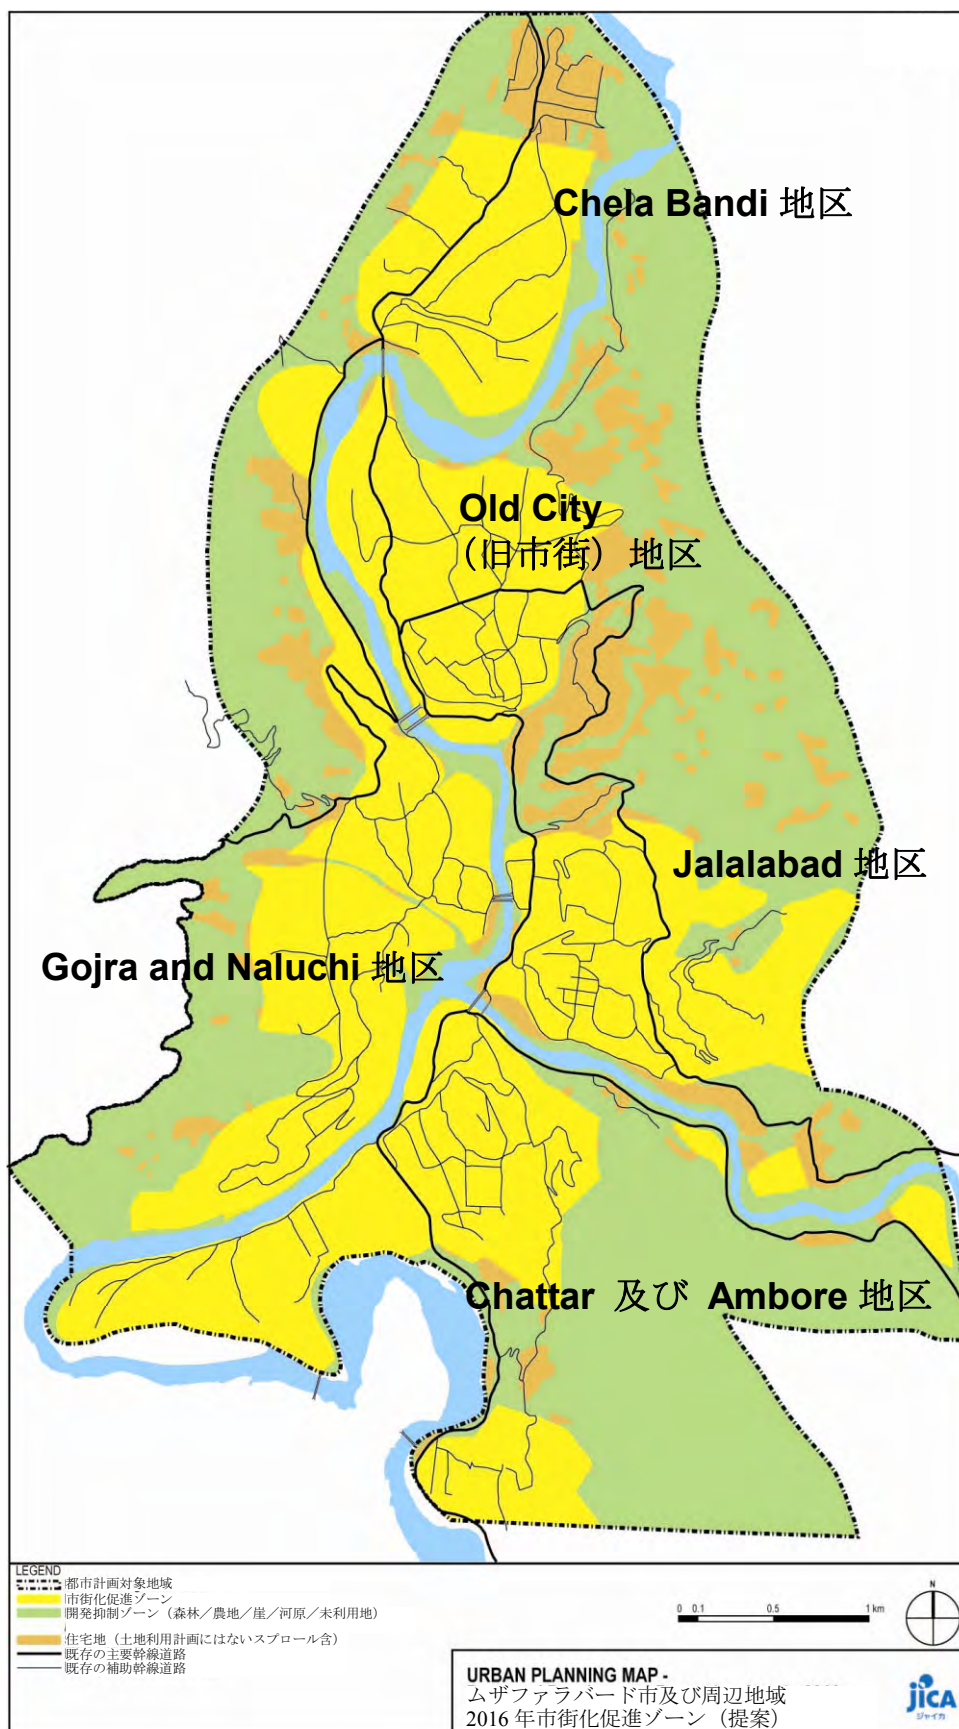 Chela Bandi 地区
Old City
（旧市街）地区
Jalalabad 地区
Gojra and Naluchi 地区
Chattar 及び Ambore 地区
LEGEND
都市計画対象地域
市街化促進ゾーン
開発抑制ゾーン（森林／農地／崖／河原／未利用地）
住宅地（土地利用計画にはないスプロール含）
既存の主要幹線道路
既存の補助幹線道路
0 0.1 0.5 1 km
N
URBAN PLANNING MAP -
ムザファラバード市及び周辺地域
2016 年市街化促進ゾーン（提案）
jICA
ジャイカ